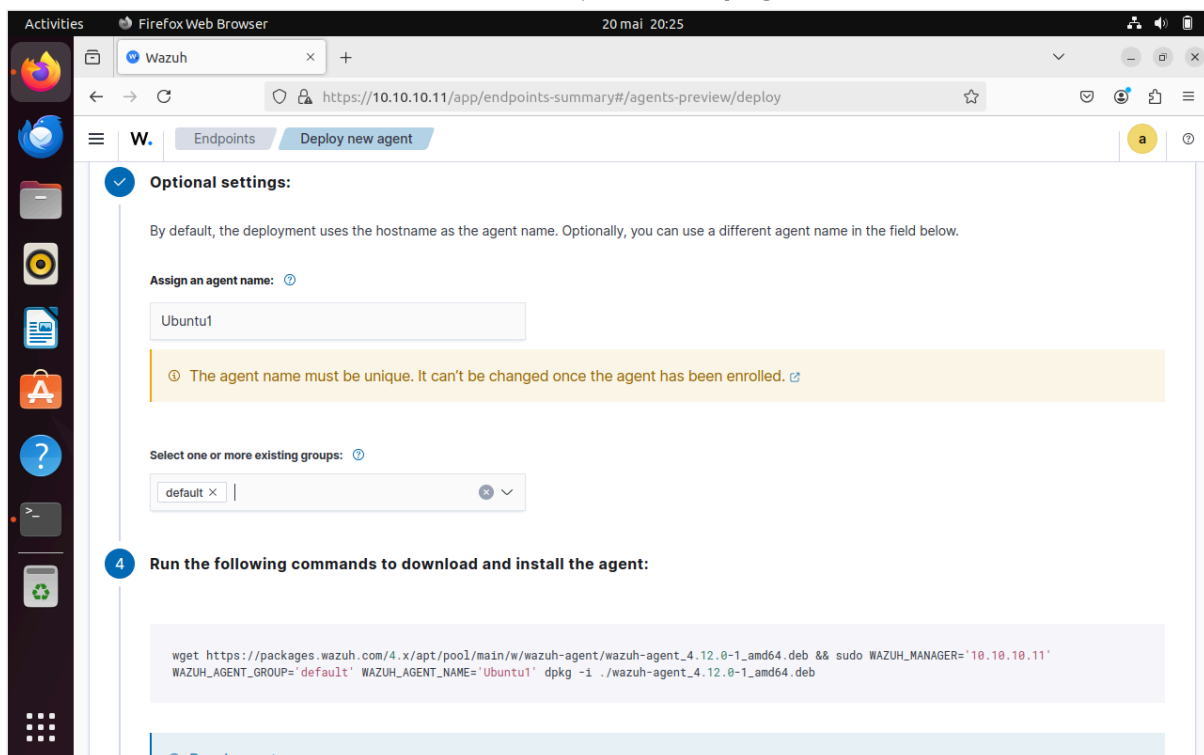 Activities Firefox Web Browser 20 mai 20:25
Wazuh
https://10.10.10.11/app/endpoints-summary#/agents-preview/deploy
W. Endpoints Deploy new agent a
Optional settings:
By default, the deployment uses the hostname as the agent name. Optionally, you can use a different agent name in the field below.
Assign an agent name:
Ubuntu1
The agent name must be unique. It can't be changed once the agent has been enrolled.
Select one or more existing groups:
default
4 Run the following commands to download and install the agent:
wget https://packages.wazuh.com/4.x/apt/pool/main/w/wazuh-agent/wazuh-agent_4.12.0-1_amd64.deb && sudo WAZUH_MANAGER='10.10.10.11'
WAZUH_AGENT_GROUP='default' WAZUH_AGENT_NAME='Ubuntu1' dpkg -i ./wazuh-agent_4.12.0-1_amd64.deb